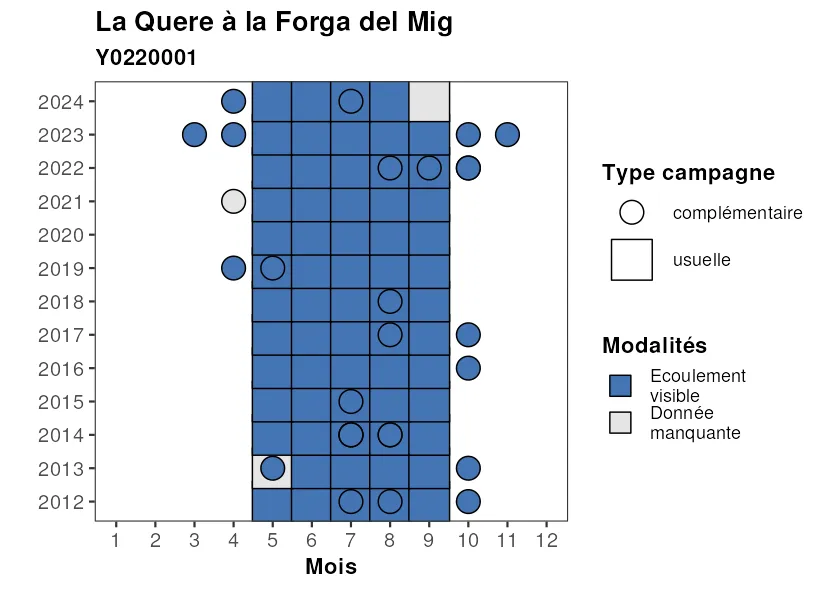 La Quere à la Forga del Mig
Y0220001
2024
2023
2022
2021
2020
2019
2018
2017
2016
2015
2014
2013
2012
1 2 3 4 5 6 7 8 9 10 11 12
Mois
Type campagne
complémentaire
usuelle
Modalités
Ecoulement
visible
Donnée
manquante